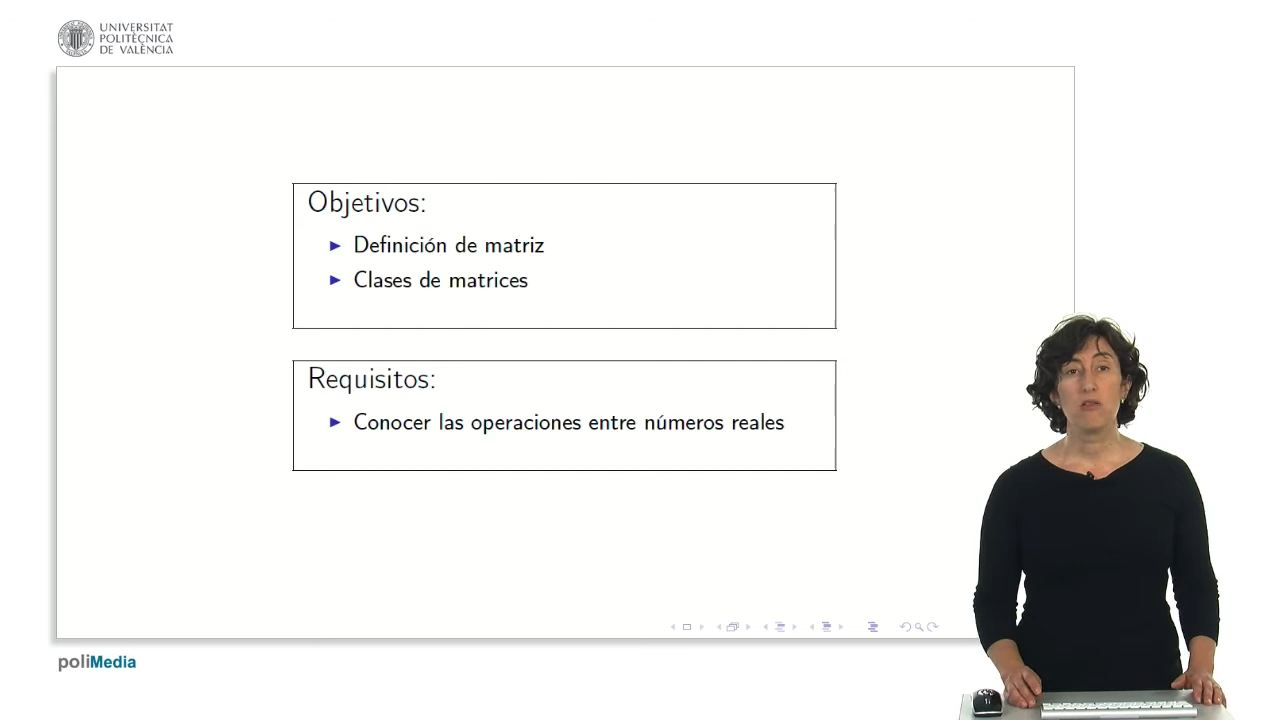 UNIVERSITAT
POLITÈCNICA
DE VALÈNCIA
Objetivos:
Definición de matriz
Clases de matrices
Requisitos:
Conocer las operaciones entre números reales
poliMedia